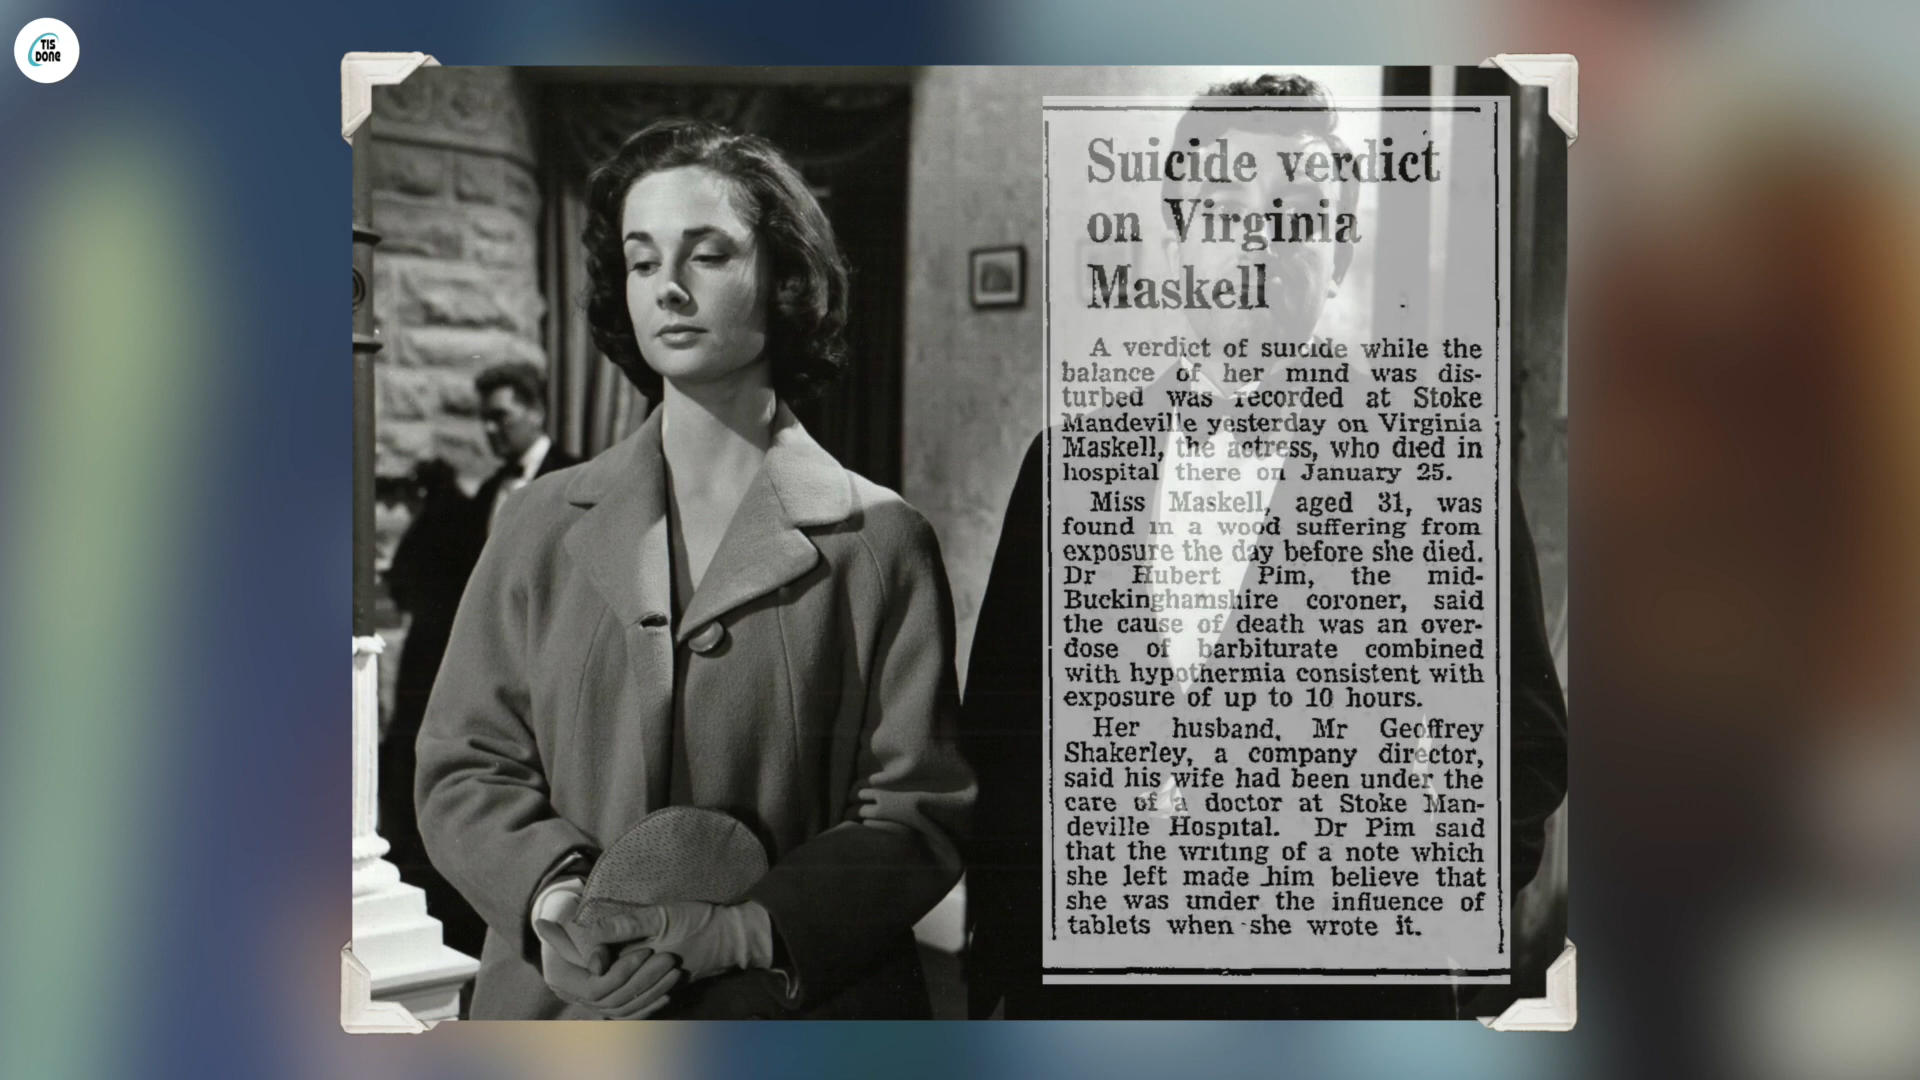 TIS
DONE
Suicide verdict
on Virginia
Maskell
A verdict of suicide while the
balance of her mind was dis-
turbed was recorded at Stoke
Mandeville yesterday on Virginia
Maskell, the actress, who died in
hospital there on January 25.
Miss Maskell, aged 31, was
found in a wood suffering from
exposure the day before she died.
Dr Hubert Pim, the mid-
Buckinghamshire coroner, said
the cause of death was an over-
dose of barbiturate combined
with hypothermia consistent with
exposure of up to 10 hours.
Her husband, Mr Geoffrey
Shakerley, a company director,
said his wife had been under the
care of a doctor at Stoke Man-
deville Hospital. Dr Pim said
that the writing of a note which
she left made him believe that
she was under the influence of
tablets when she wrote it.